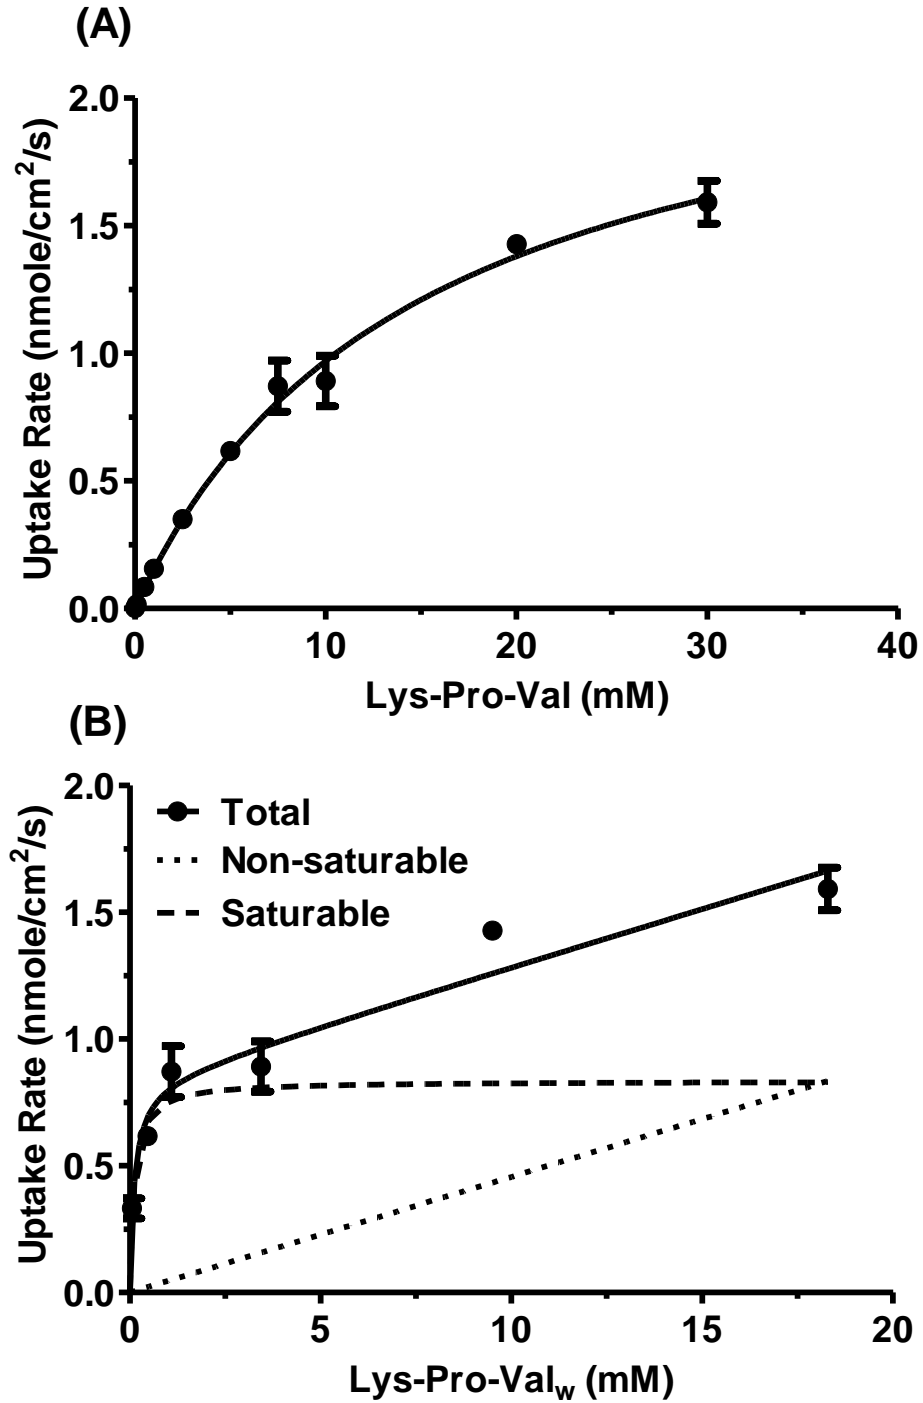 (A)
Uptake Rate (nmole/cm²/s)
2.0
1.5
1.0
0.5
0.0
0 10 20 30 40
Lys-Pro-Val (mM)
(B)
Uptake Rate (nmole/cm²/s)
2.0
1.5
1.0
0.5
0.0
Total
Non-saturable
Saturable
0 5 10 15 20
Lys-Pro-Valw (mM)